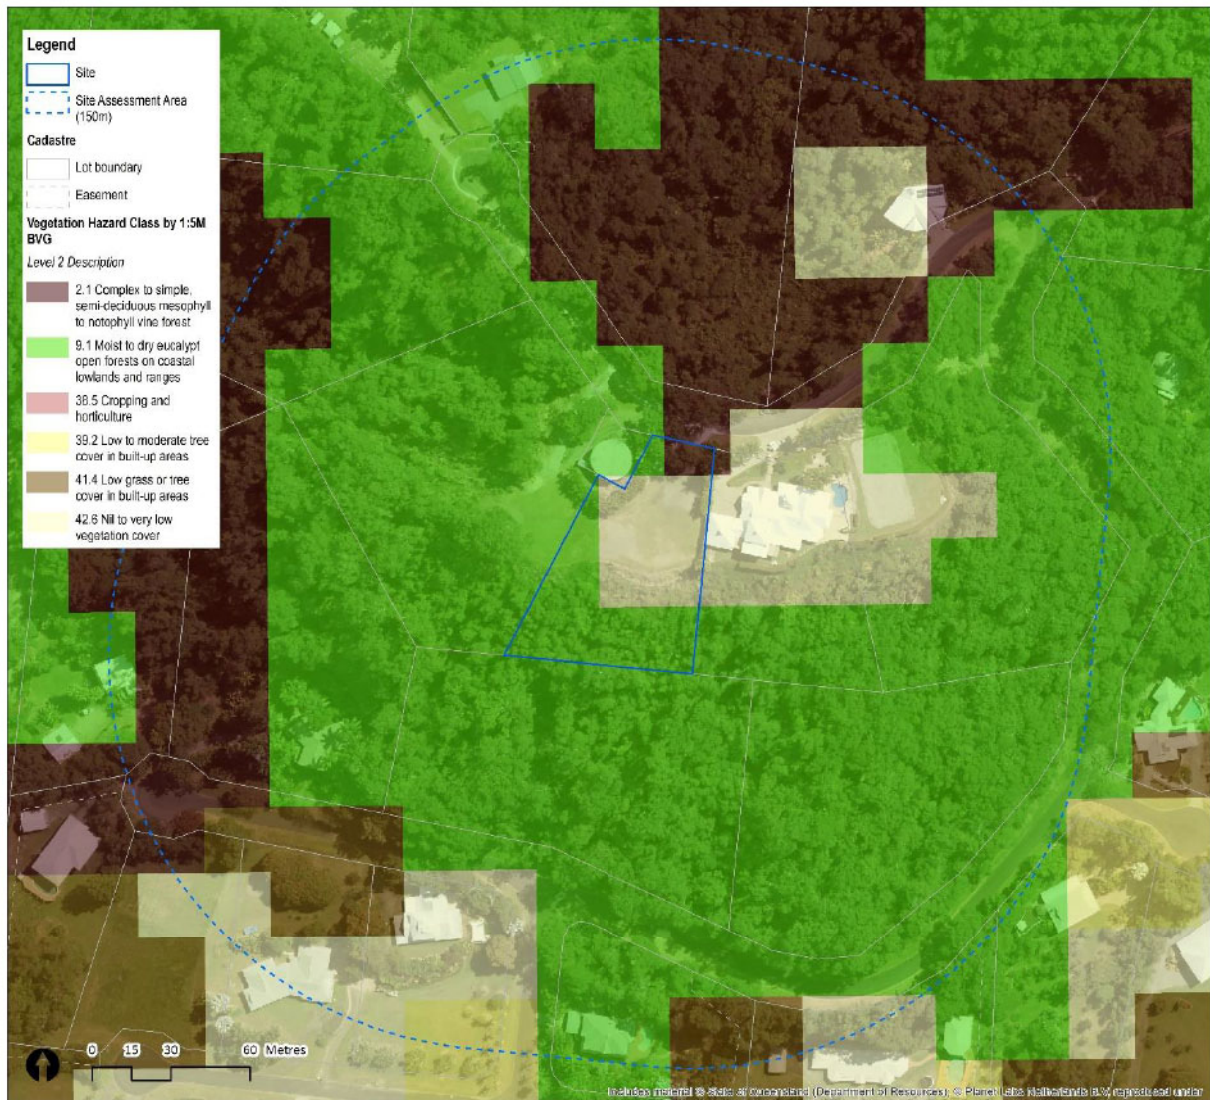 Legend
Site
Site Assessment Area
(150m)
Cadastre
Lot boundary
Easement
Vegetation Hazard Class by 1:5M
BVG
Level 2 Description
2.1 Complex to simple,
semi-deciduous mesophyll
to notophyll vine forest
9.1 Moist to dry eucalypt
open forests on coastal
lowlands and ranges
38.5 Cropping and
horticulture
39.2 Low to moderate tree
cover in built-up areas
41.4 Low grass or tree
cover in built-up areas
42.6 Nil to very low
vegetation cover
0 15 30 60 Metres
Includes material © State of Queensland (Department of Resources); © Planet Labs Netherlands B.V. reproduced under